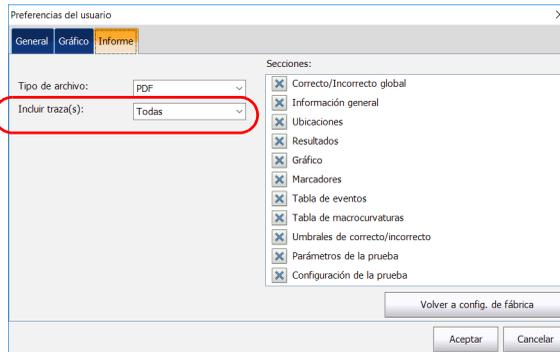 Preferencias del usuario
General Gráfico Informe
Secciones:
Tipo de archivo: PDF
Incluir traza(s): Todas
Correcto/Incorrecto global
Información general
Ubicaciones
Resultados
Gráfico
Marcadores
Tabla de eventos
Tabla de macrocurvaturas
Umbrales de correcto/incorrecto
Parámetros de la prueba
Configuración de la prueba
Volver a config. de fábrica
Aceptar Cancelar